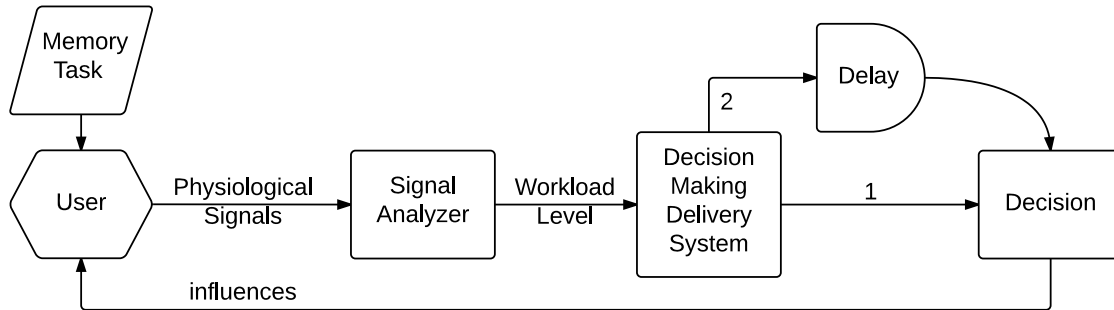 Memory
Task
User
Physiological
Signals
Signal
Analyzer
Workload
Level
Decision
Making
Delivery
System
2
Delay
1
Decision
influences